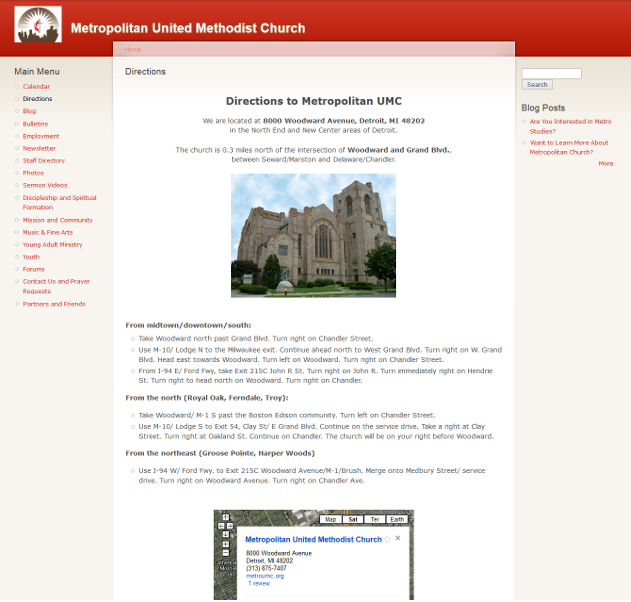 Metropolitan United Methodist Church
Home
Main Menu
Calendar
Directions
Blog
Bulletins
Employment
Newsletter
Staff Directory
Photos
Sermon Videos
Discipleship and Spiritual
Formation
Mission and Community
Music & Fine Arts
Young Adult Ministry
Youth
Forums
Contact Us and Prayer
Requests
Partners and Friends
Directions
Directions to Metropolitan UMC
We are located at 8000 Woodward Avenue, Detroit, MI 48202
in the North End and New Center areas of Detroit.
The church is 0.3 miles north of the intersection of Woodward and Grand Blvd.,
between Seward/Marston and Delaware/Chandler.
From midtown/downtown/south:
Take Woodward north past Grand Blvd. Turn right on Chandler Street.
Use M-10/ Lodge N to the Milwaukee exit. Continue ahead north to West Grand Blvd. Turn right on W. Grand
Blvd. Head east towards Woodward. Turn left on Woodward. Turn right on Chandler Street.
From I-94 E/ Ford Fwy, take Exit 215C John R St. Turn right on John R. Turn immediately right on Hendrie
St. Turn right to head north on Woodward. Turn right on Chandler.
From the north (Royal Oak, Ferndale, Troy):
Take Woodward/ M-1 S past the Boston Edison community. Turn left on Chandler Street.
Use M-10/ Lodge S to Exit 54, Clay St/ E Grand Blvd. Continue on the service drive. Take a right at Clay
Street. Turn right at Oakland St. Continue on Chandler. The church will be on your right before Woodward.
From the northeast (Groose Pointe, Harper Woods)
Use I-94 W/ Ford Fwy. to Exit 215C Woodward Avenue/M-1/Brush. Merge onto Medbury Street/ service
drive. Turn right on Woodward Avenue. Turn right on Chandler Ave.
Map Sat Ter Earth
Metropolitan United Methodist Church
8000 Woodward Avenue
Detroit, MI 48202
(313) 875-7407
metroumc.org
1 review
Search
Blog Posts
Are You Interested in Metro
Studies?
Want to Learn More About
Metropolitan Church?
More